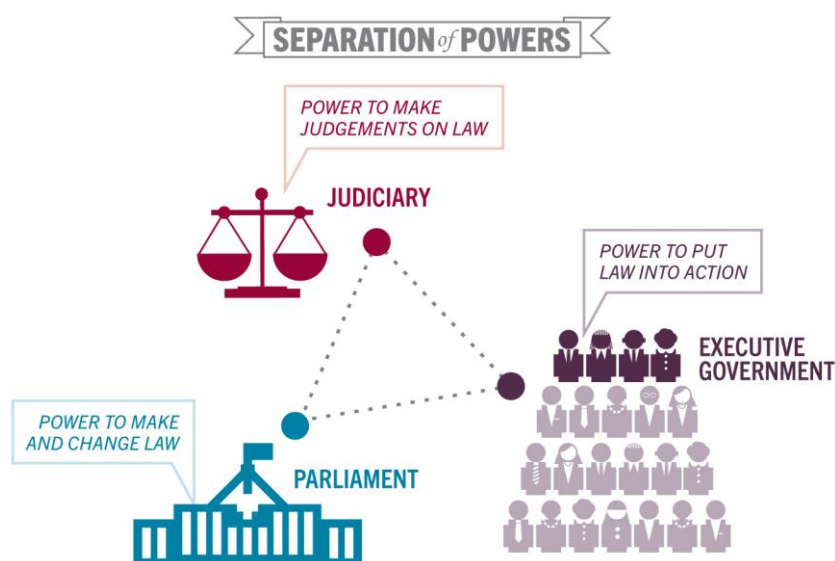 SEPARATION of POWERS
POWER TO MAKE
JUDGEMENTS ON LAW
JUDICIARY
POWER TO PUT
LAW INTO ACTION
EXECUTIVE
GOVERNMENT
POWER TO MAKE
AND CHANGE LAW
PARLIAMENT